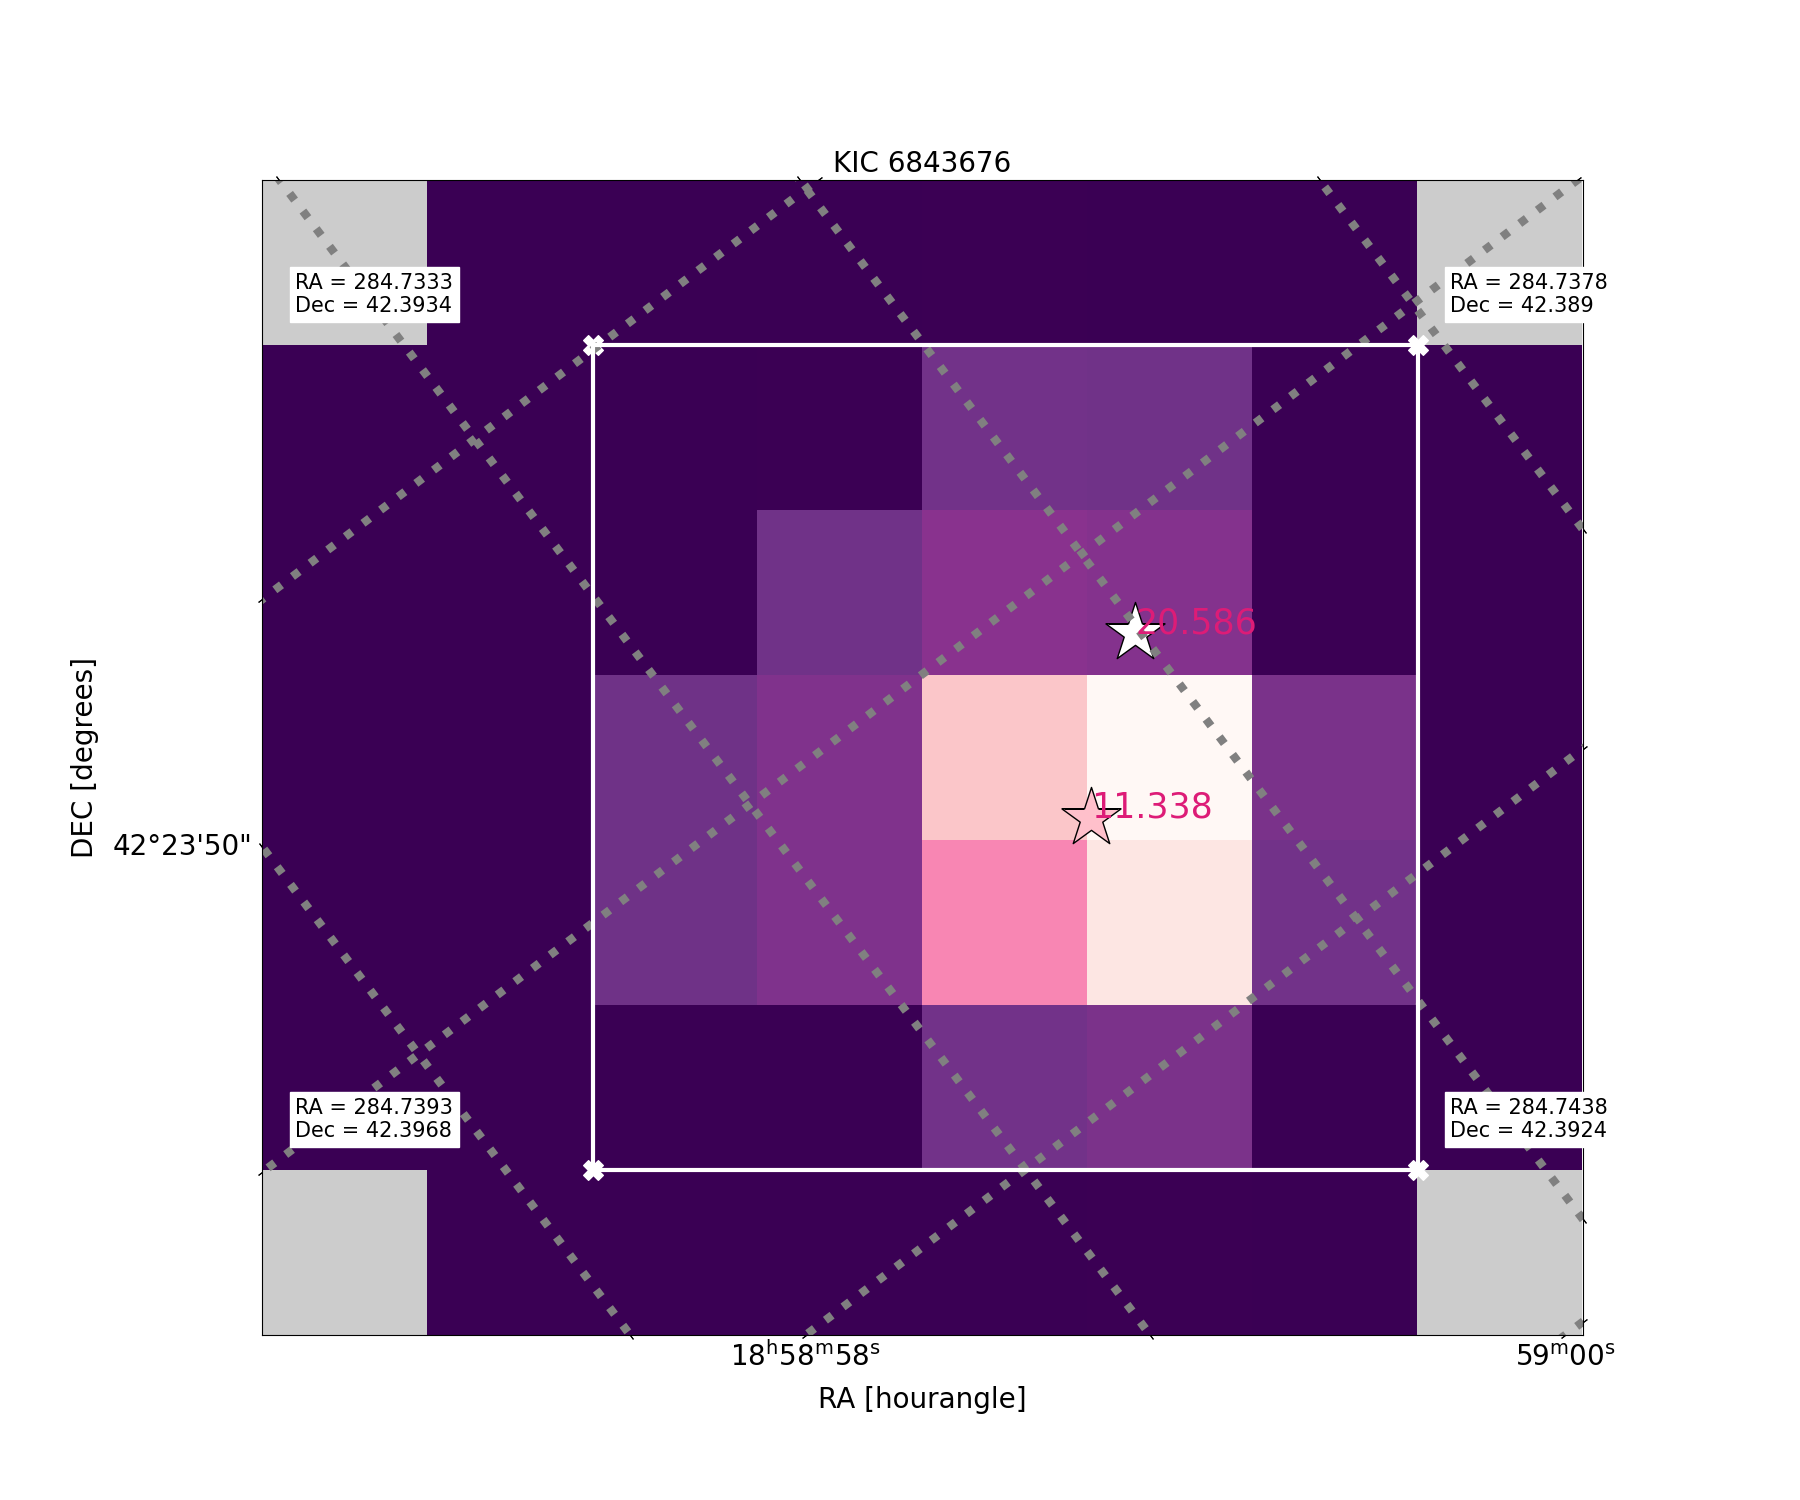 KIC 6843676
RA = 284.7333
Dec = 42.3934
RA = 284.7378
Dec = 42.389
20.586
11.338
DEC [degrees]
42°23'50"
RA = 284.7393
Dec = 42.3968
RA = 284.7438
Dec = 42.3924
18ʰ58ᵐ58ˢ
59ᵐ00ˢ
RA [hourangle]